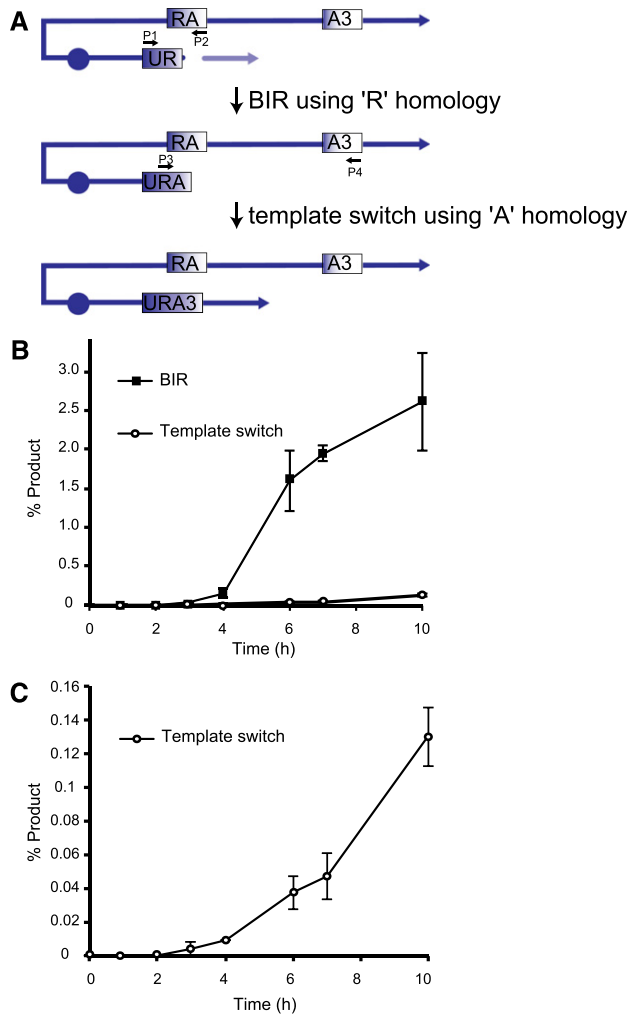 A
RA
A3
P1
P2
UR
BIR using 'R' homology
RA
A3
P3
P4
URA
template switch using 'A' homology
RA
A3
URA3
B
3.0
2.5
2.0
1.5
1.0
0.5
0
% Product
BIR
Template switch
0 2 4 6 8 10
Time (h)
C
0.16
0.14
0.12
0.1
0.08
0.06
0.04
0.02
0
% Product
Template switch
0 2 4 6 8 10
Time (h)